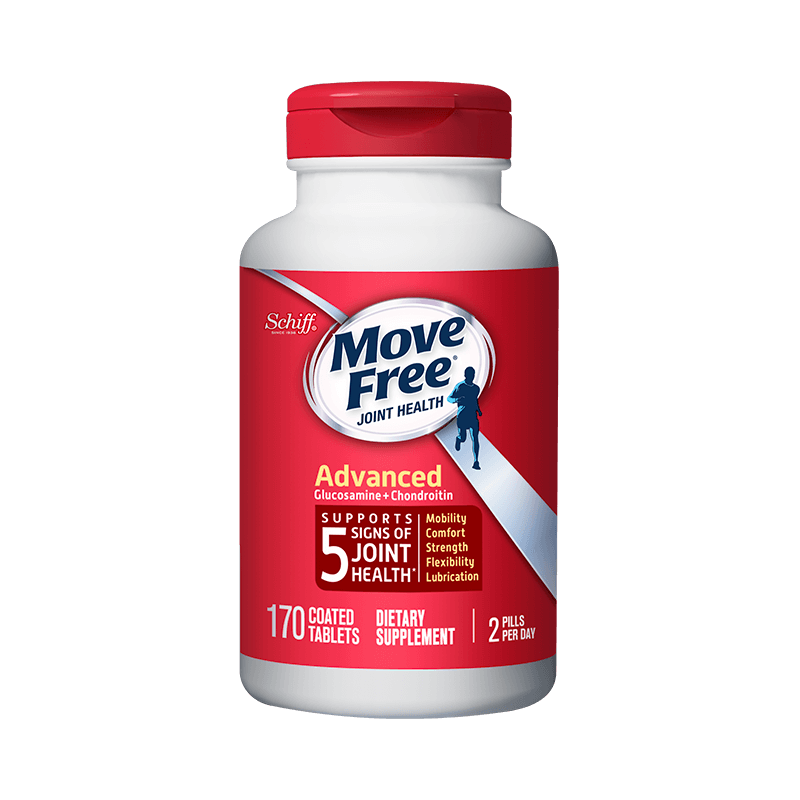 Schiff®
Move
Free®
JOINT HEALTH
Advanced
Glucosamine + Chondroitin
SUPPORTS
5 SIGNS OF
JOINT
HEALTH*
Mobility
Comfort
Strength
Flexibility
Lubrication
170 COATED
TABLETS
DIETARY
SUPPLEMENT
2 PILLS
PER DAY